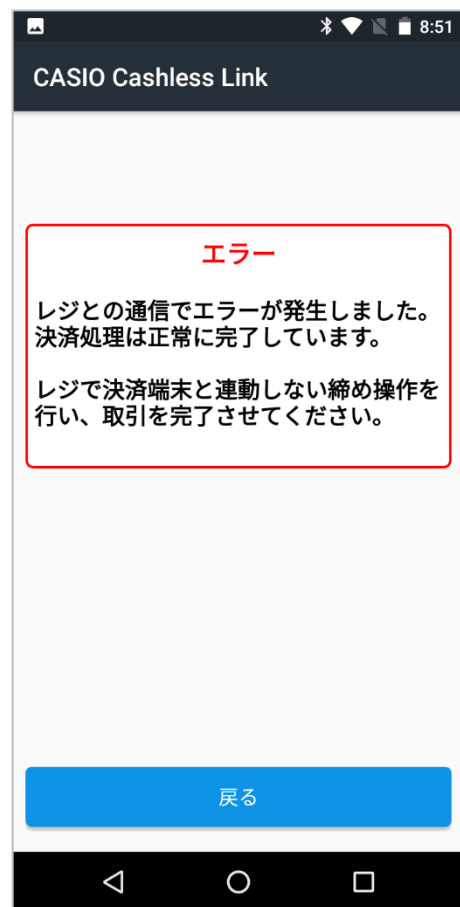 8:51
CASIO Cashless Link
エラー
レジとの通信でエラーが発生しました。
決済処理は正常に完了しています。
レジで決済端末と連動しない締め操作を
行い、取引を完了させてください。
戻る